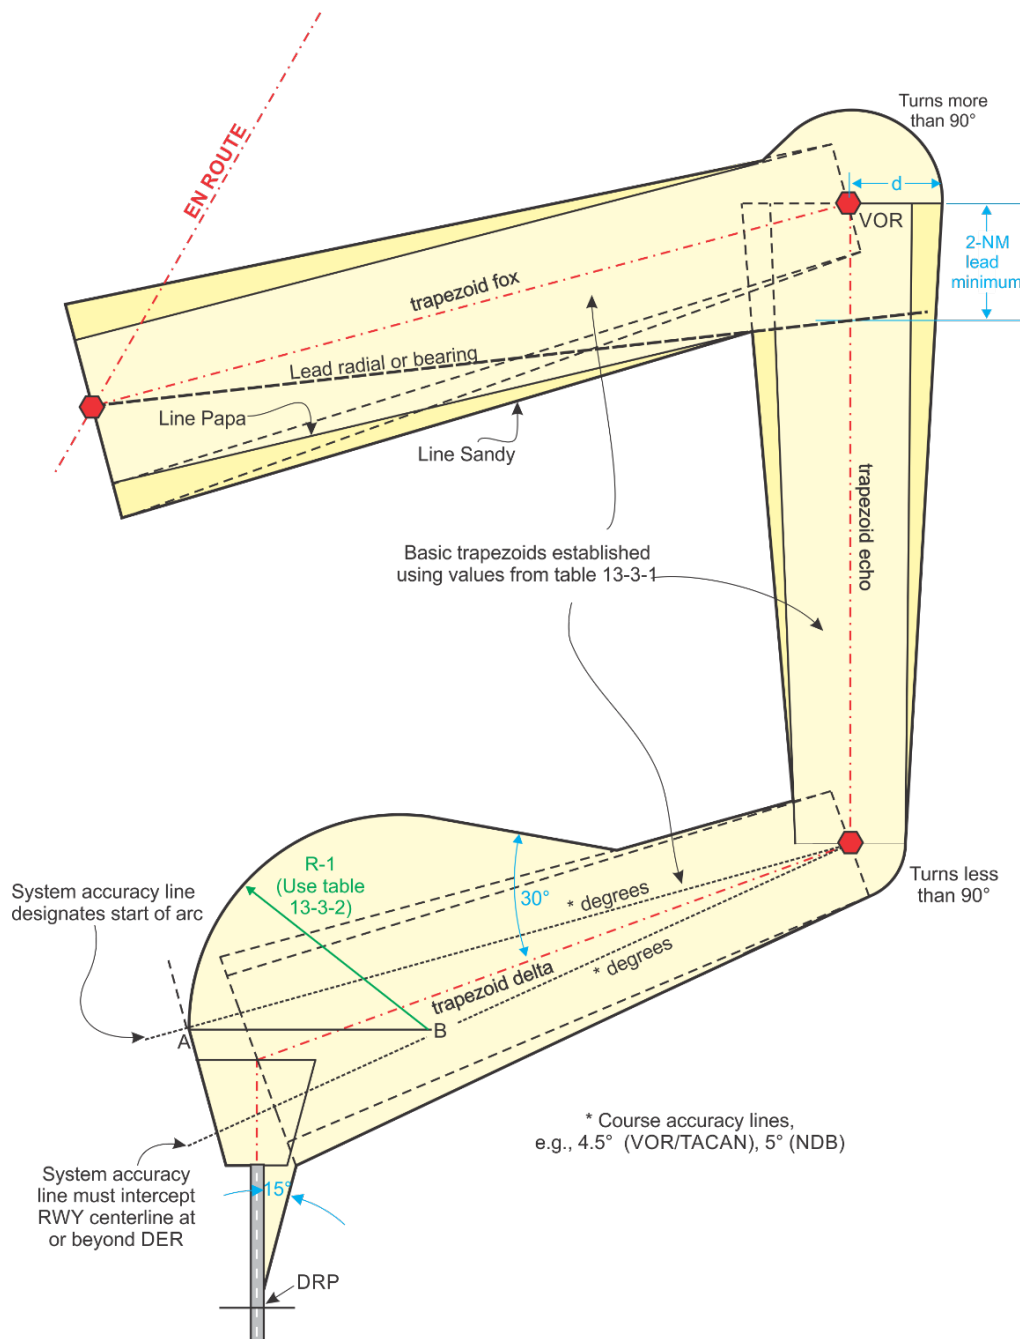 Turns more
than 90°
EN ROUTE
d
VOR
2-NM
lead
minimum
trapezoid fox
Lead radial or bearing
Line Papa
Line Sandy
trapezoid echo
Basic trapezoids established
using values from table 13-3-1
R-1
(Use table
13-3-2)
System accuracy line
designates start of arc
30°
* degrees
Turns less
than 90°
* degrees
trapezoid delta
A
B
* Course accuracy lines,
e.g., 4.5° (VOR/TACAN), 5° (NDB)
System accuracy
line must intercept
RWY centerline at
or beyond DER
15°
DRP